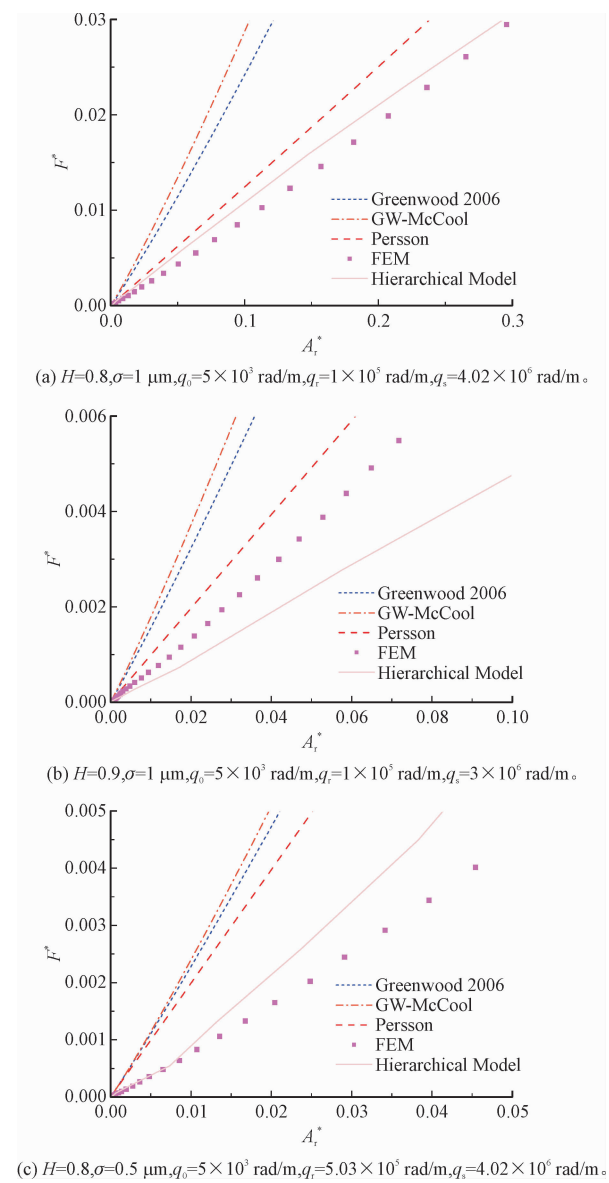 0.03
0.02
0.01
0.00
F*
Greenwood 2006
GW-McCool
Persson
FEM
Hierarchical Model
0.0 0.1 0.2 0.3
Aᵣ*
(a) H=0.8,σ=1 μm,q₀=5×10³ rad/m,qᵣ=1×10⁵ rad/m,qₛ=4.02×10⁶ rad/m。
0.006
0.004
0.002
0.000
F*
Greenwood 2006
GW-McCool
Persson
FEM
Hierarchical Model
0.00 0.02 0.04 0.06 0.08 0.10
Aᵣ*
(b) H=0.9,σ=1 μm,q₀=5×10³ rad/m,qᵣ=1×10⁵ rad/m,qₛ=3×10⁶ rad/m。
0.005
0.004
0.003
0.002
0.001
0.000
F*
Greenwood 2006
GW-McCool
Persson
FEM
Hierarchical Model
0.00 0.01 0.02 0.03 0.04 0.05
Aᵣ*
(c) H=0.8,σ=0.5 μm,q₀=5×10³ rad/m,qᵣ=5.03×10⁵ rad/m,qₛ=4.02×10⁶ rad/m。